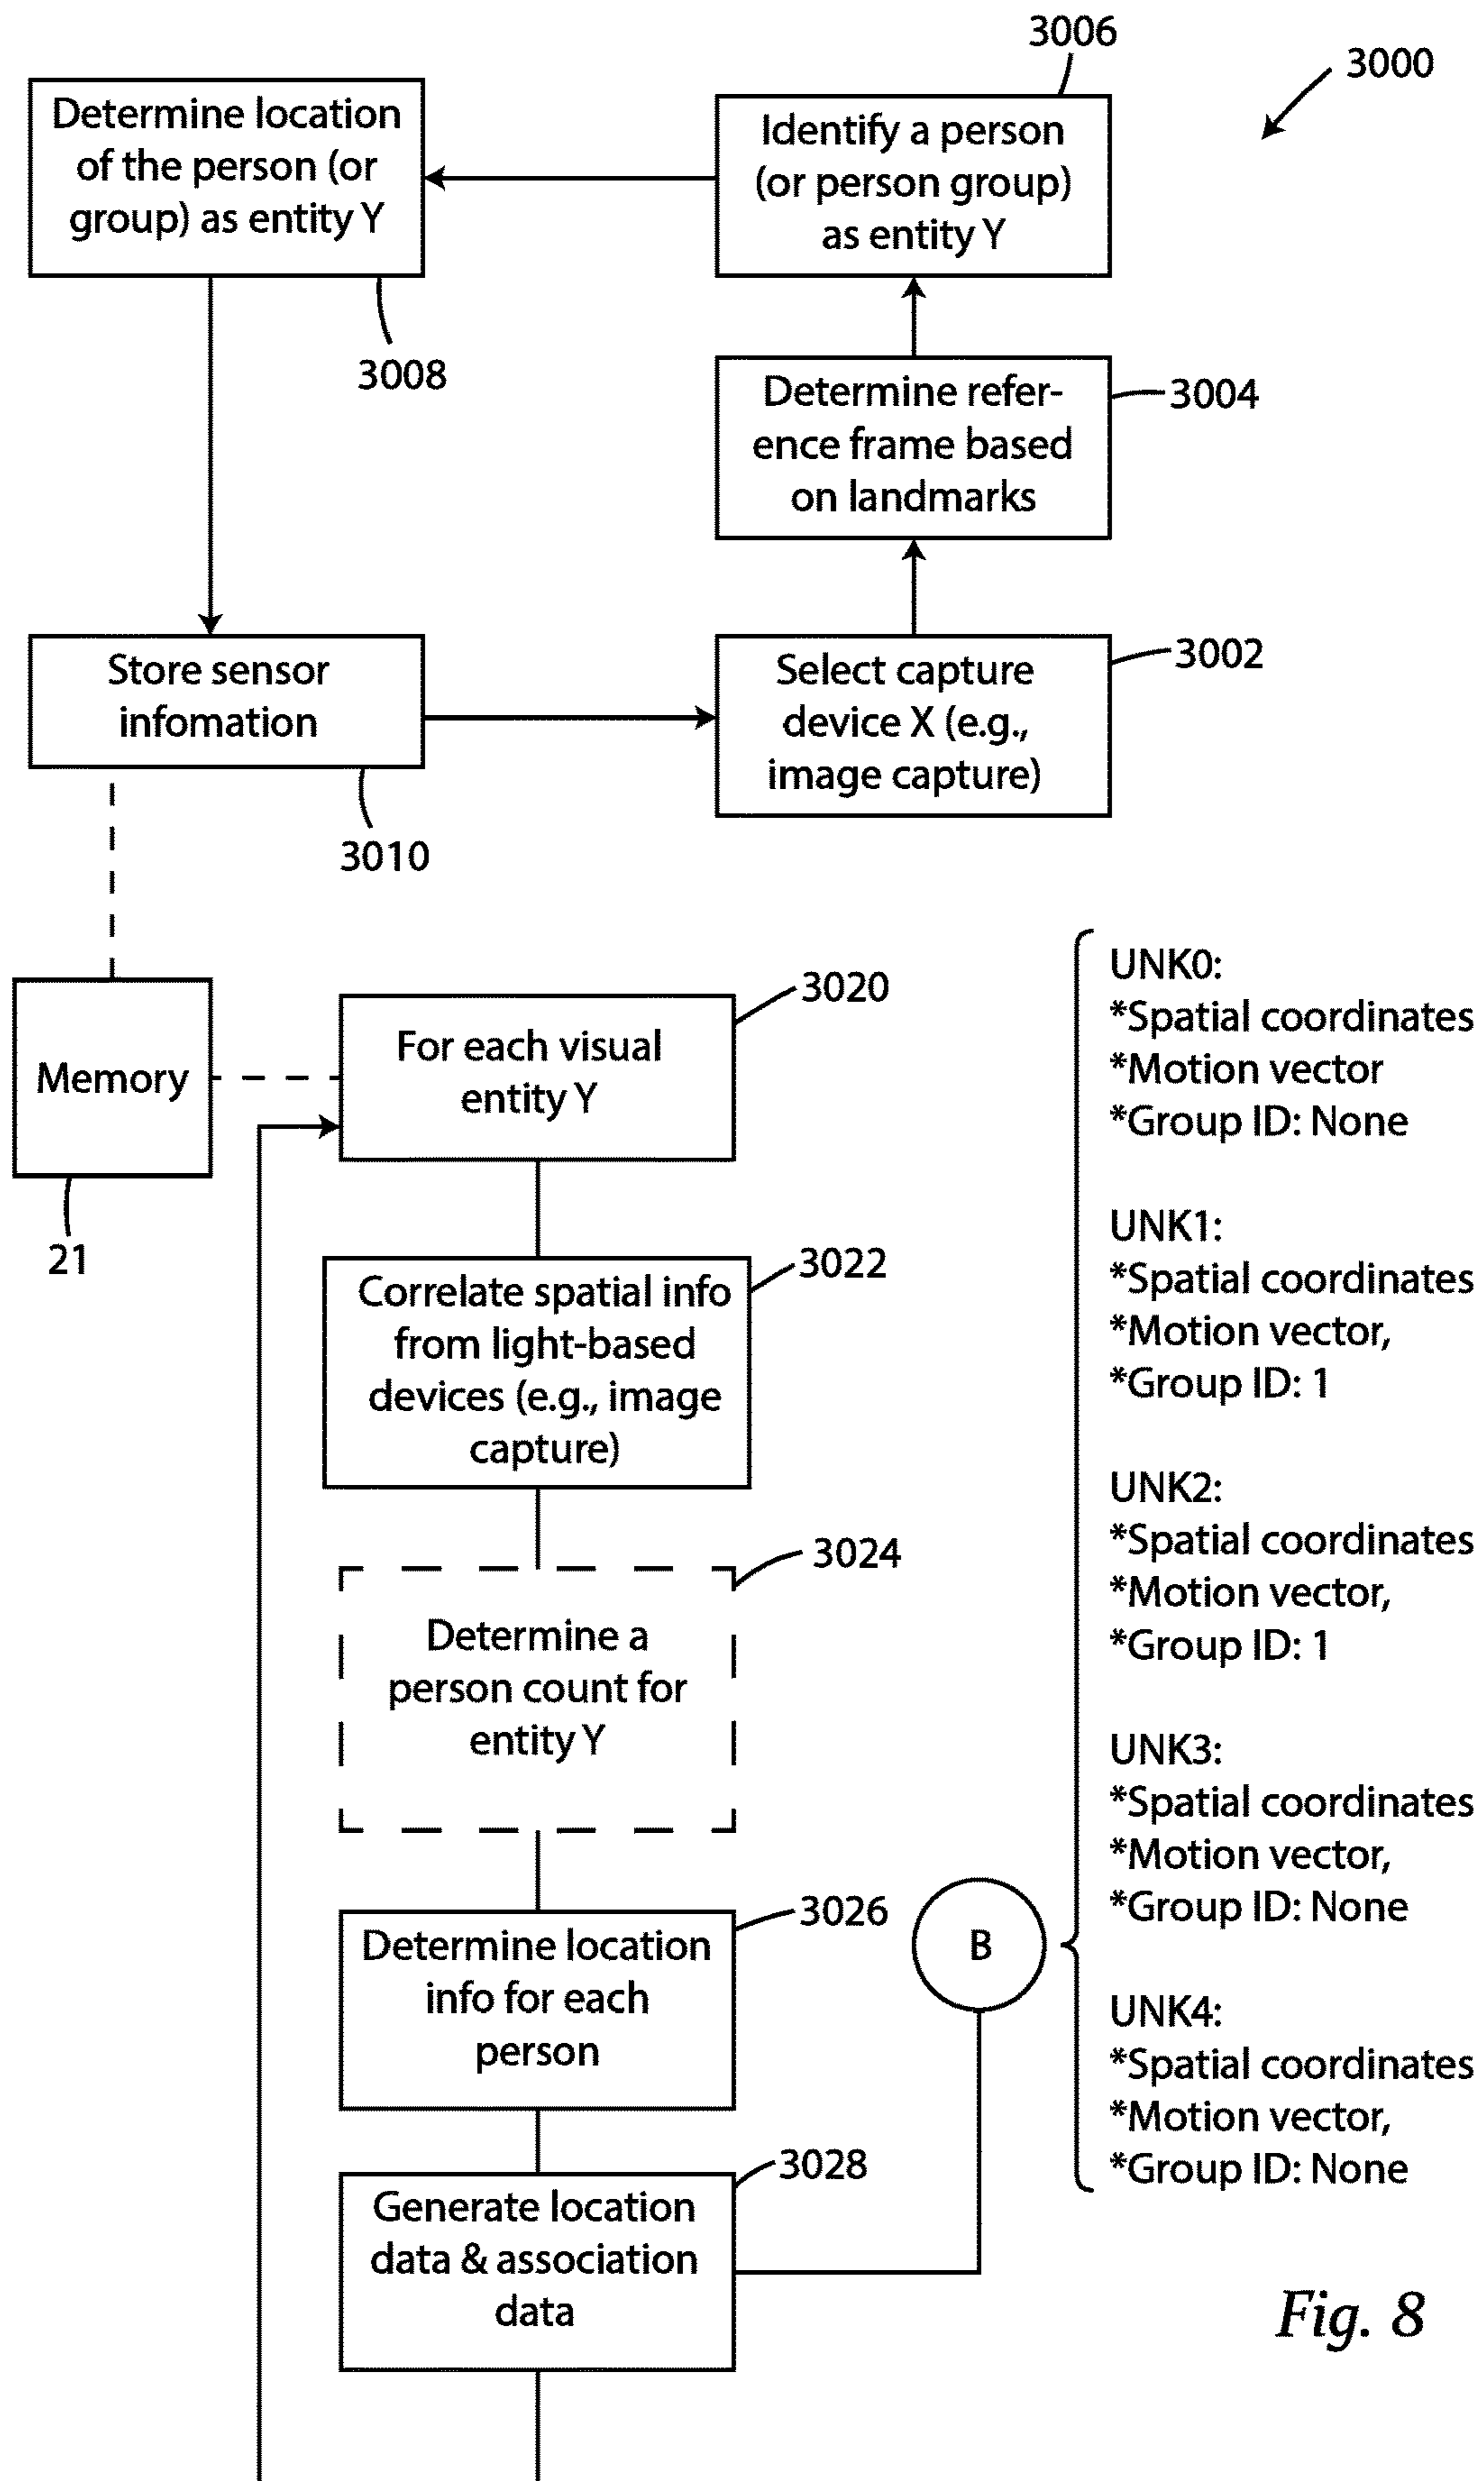 3006
3000
Determine location
of the person (or
group) as entity Y
Identify a person
(or person group)
as entity Y
3008
Determine refer-
ence frame based
on landmarks
3004
Store sensor
infomation
Select capture
device X (e.g.,
image capture)
3002
3010
Memory
21
For each visual
entity Y
3020
Correlate spatial info
from light-based
devices (e.g., image
capture)
3022
Determine a
person count for
entity Y
3024
Determine location
info for each
person
3026
Generate location
data & association
data
3028
B
UNK0:
*Spatial coordinates
*Motion vector
*Group ID: None
UNK1:
*Spatial coordinates
*Motion vector,
*Group ID: 1
UNK2:
*Spatial coordinates
*Motion vector,
*Group ID: 1
UNK3:
*Spatial coordinates
*Motion vector,
*Group ID: None
UNK4:
*Spatial coordinates
*Motion vector,
*Group ID: None
Fig. 8